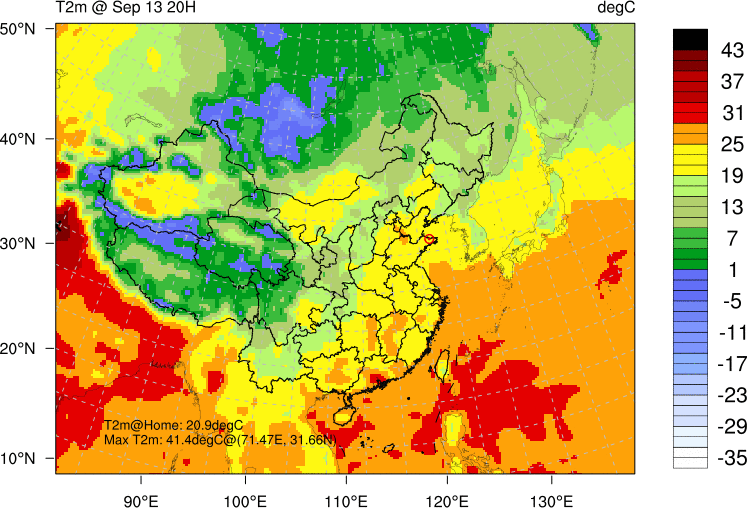 T2m @ Sep 13 20H degC
50°N
40°N
30°N
20°N
10°N
90°E 100°E 110°E 120°E 130°E
T2m@Home: 20.9degC
Max T2m: 41.4degC@(71.47E, 31.66N)
43
37
31
25
19
13
7
1
-5
-11
-17
-23
-29
-35